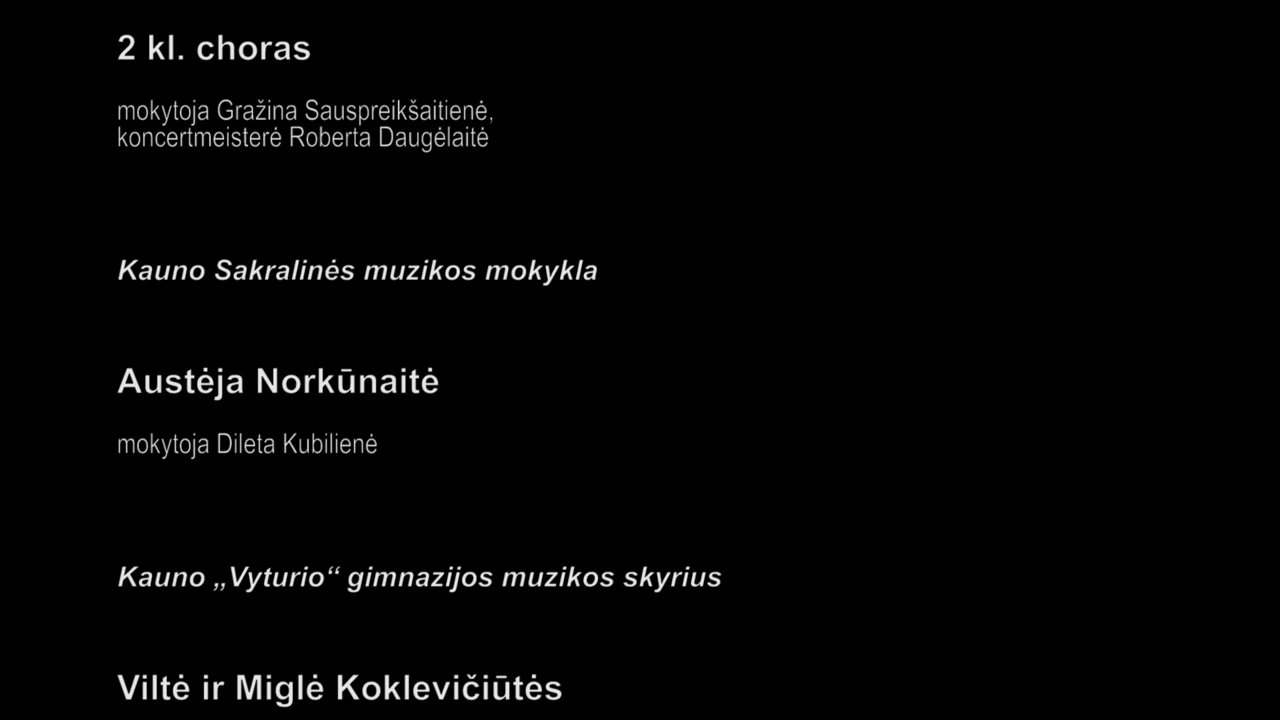 2 kl. choras
mokytoja Gražina Sauspreikšaitienė,
koncertmeisterė Roberta Daugėlaitė
Kauno Sakralinės muzikos mokykla
Austėja Norkūnaitė
mokytoja Dileta Kubilienė
Kauno „Vyturio“ gimnazijos muzikos skyrius
Viltė ir Miglė Koklevičiūtės